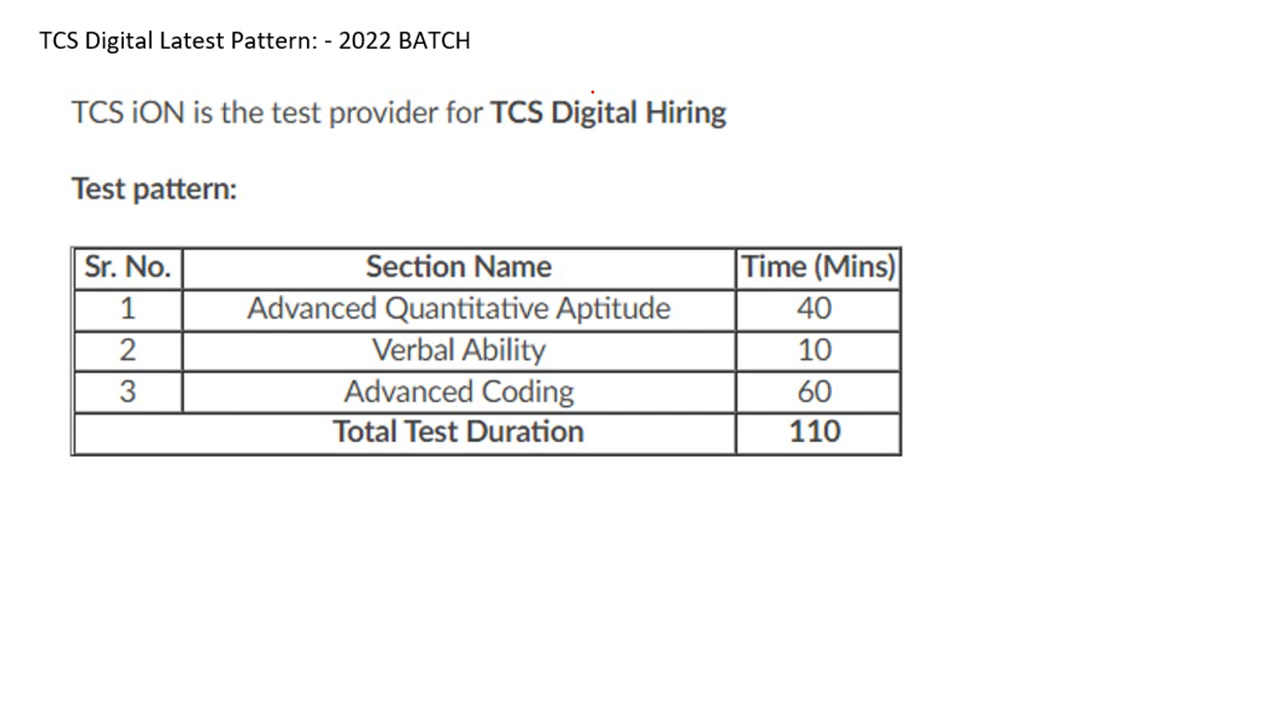 TCS Digital Latest Pattern: - 2022 BATCH
TCS iON is the test provider for TCS Digital Hiring
Test pattern:
Sr. No. Section Name Time (Mins)
1 Advanced Quantitative Aptitude 40
2 Verbal Ability 10
3 Advanced Coding 60
Total Test Duration 110